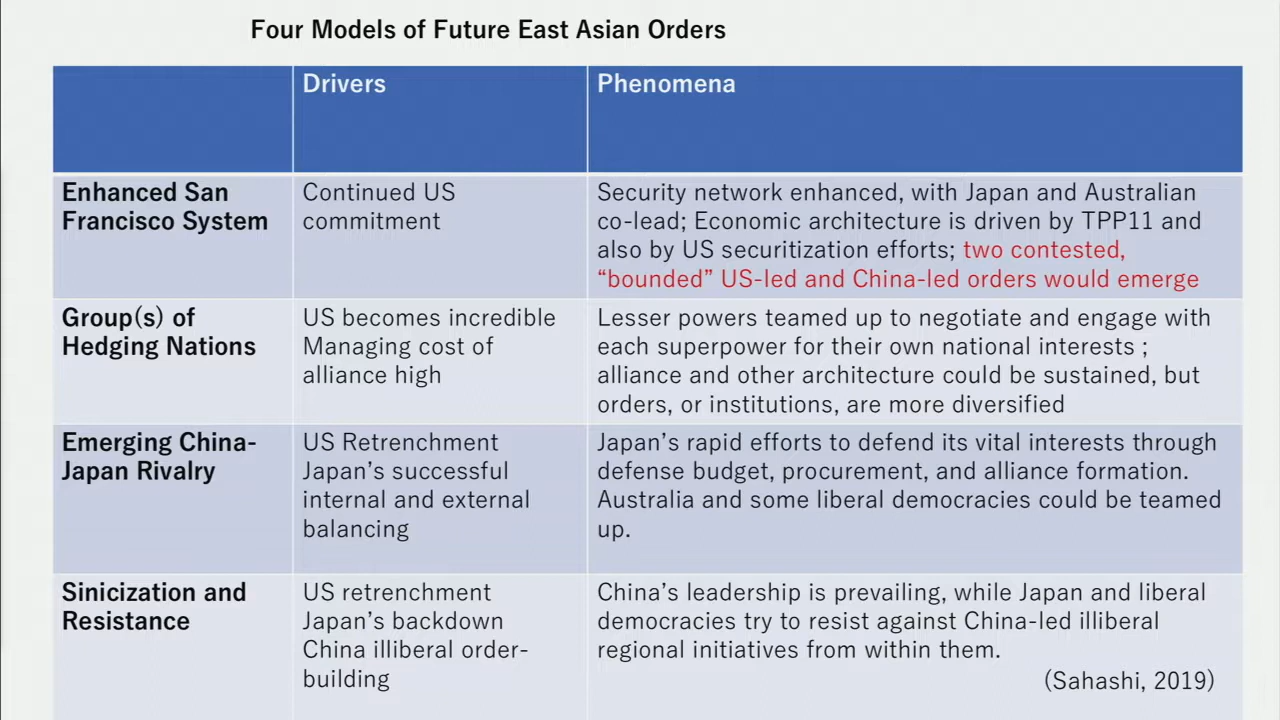 Four Models of Future East Asian Orders
Drivers
Phenomena
Enhanced San
Francisco System
Continued US
commitment
Security network enhanced, with Japan and Australian
co-lead; Economic architecture is driven by TPP11 and
also by US securitization efforts; two contested,
“bounded” US-led and China-led orders would emerge
Group(s) of
Hedging Nations
US becomes incredible
Managing cost of
alliance high
Lesser powers teamed up to negotiate and engage with
each superpower for their own national interests ;
alliance and other architecture could be sustained, but
orders, or institutions, are more diversified
Emerging China-
Japan Rivalry
US Retrenchment
Japan’s successful
internal and external
balancing
Japan’s rapid efforts to defend its vital interests through
defense budget, procurement, and alliance formation.
Australia and some liberal democracies could be teamed
up.
Sinicization and
Resistance
US retrenchment
Japan’s backdown
China illiberal order-
building
China’s leadership is prevailing, while Japan and liberal
democracies try to resist against China-led illiberal
regional initiatives from within them.
(Sahashi, 2019)